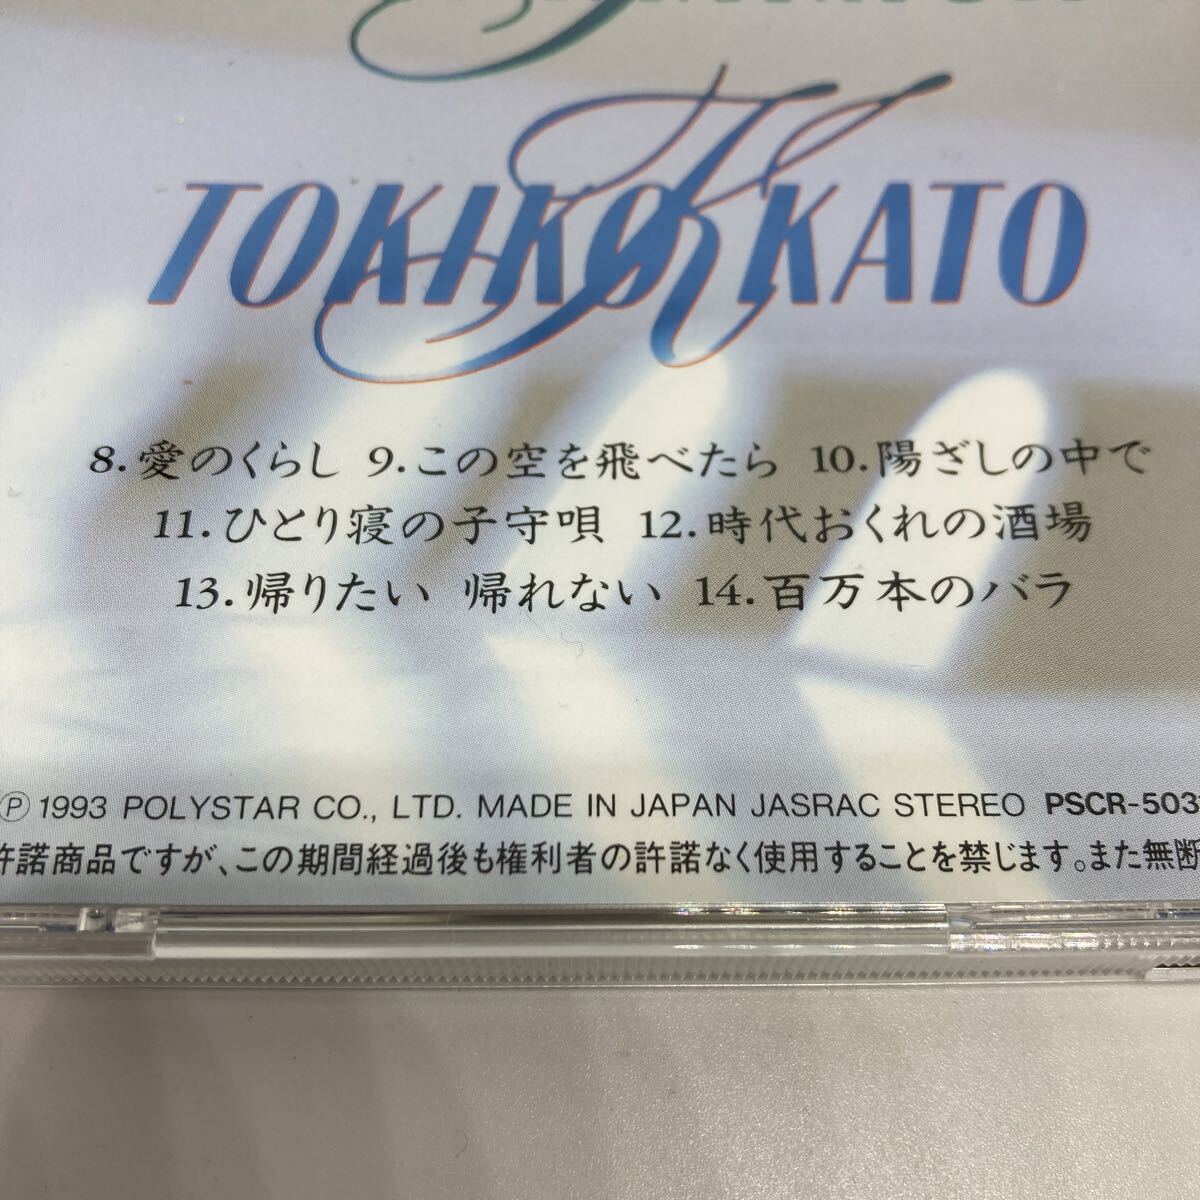 TOKIKO KATO
8.愛のくらし 9.この空を飛べたら 10.陽ざしの中で
11.ひとり寝の子守唄 12.時代おくれの酒場
13.帰りたい 帰れない 14.百万本のバラ
Ⓟ 1993 POLYSTAR CO., LTD. MADE IN JAPAN JASRAC STEREO PSCR-503
許諾商品ですが、この期間経過後も権利者の許諾なく使用することを禁じます。また無断